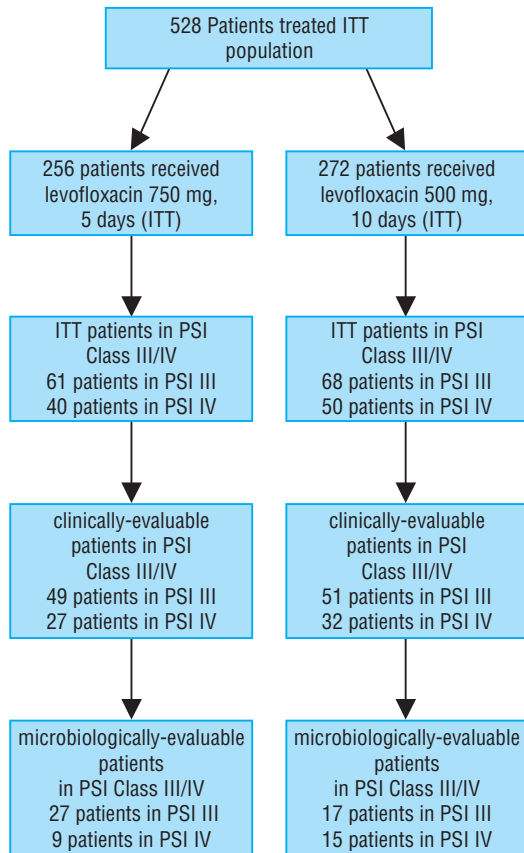 528 Patients treated ITT
population
256 patients received
levofloxacin 750 mg,
5 days (ITT)
272 patients received
levofloxacin 500 mg,
10 days (ITT)
ITT patients in PSI
Class III/IV
61 patients in PSI III
40 patients in PSI IV
ITT patients in PSI
Class III/IV
68 patients in PSI III
50 patients in PSI IV
clinically-evaluable
patients in PSI
Class III/IV
49 patients in PSI III
27 patients in PSI IV
clinically-evaluable
patients in PSI
Class III/IV
51 patients in PSI III
32 patients in PSI IV
microbiologically-evaluable
patients
in PSI Class III/IV
27 patients in PSI III
9 patients in PSI IV
microbiologically-evaluable
patients
in PSI Class III/IV
17 patients in PSI III
15 patients in PSI IV